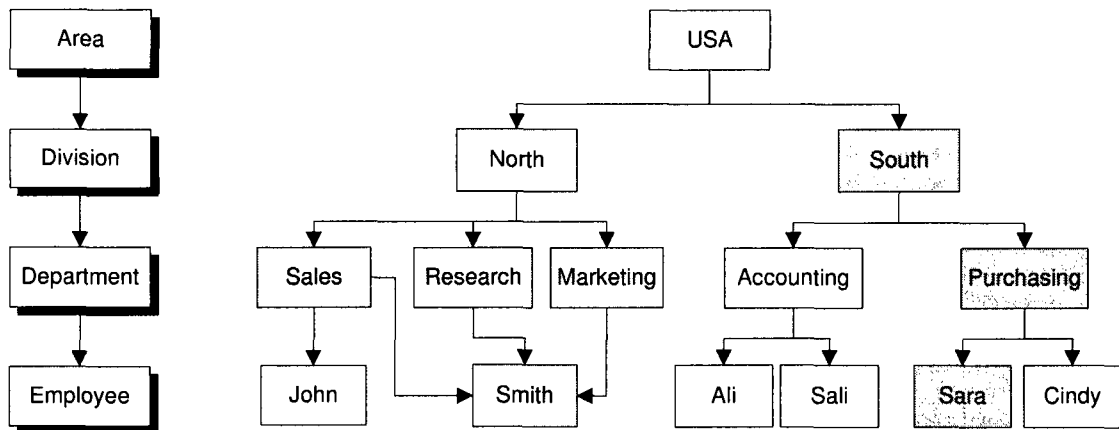 Area
USA
Division
North
South
Department
Sales
Research
Marketing
Accounting
Purchasing
Employee
John
Smith
Ali
Sali
Sara
Cindy